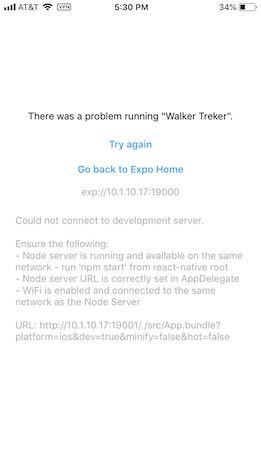 AT&T VPN 5:30 PM 34%
There was a problem running "Walker Treker".
Try again
Go back to Expo Home
exp://10.1.10.17:19000
Could not connect to development server.
Ensure the following:
- Node server is running and available on the same
network - run 'npm start' from react-native root
- Node server URL is correctly set in AppDelegate
- WiFi is enabled and connected to the same
network as the Node Server
URL: http://10.1.10.17:19001/./src/App.bundle?
platform=ios&dev=true&minify=false&hot=false